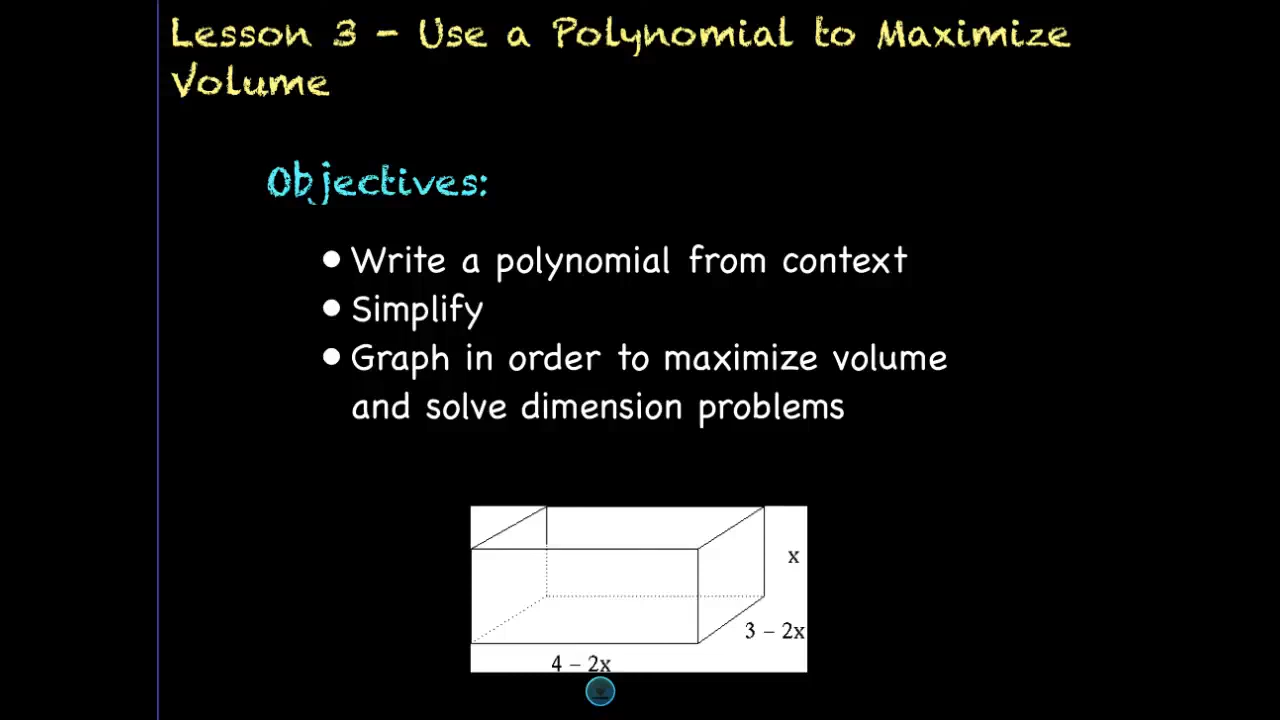 Lesson 3 - Use a Polynomial to Maximize
Volume
Objectives:
• Write a polynomial from context
• Simplify
• Graph in order to maximize volume
and solve dimension problems
x
3 – 2x
4 – 2x